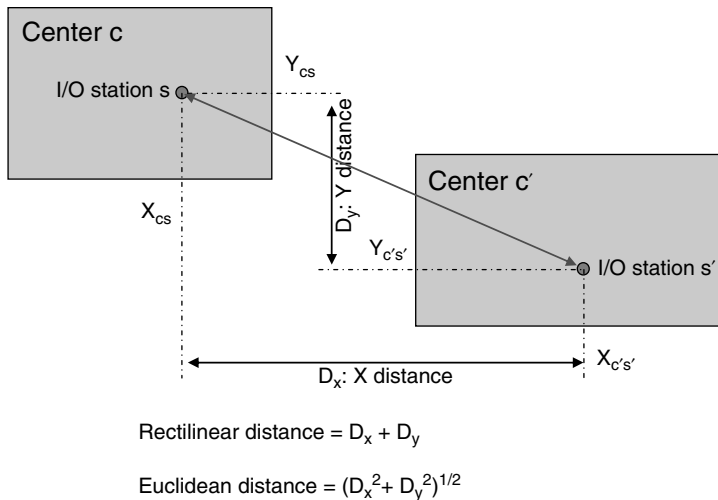 Center c
Y_cs
I/O station s
D_y: Y distance
Center c′
X_cs
Y_c′s′
I/O station s′
X_c′s′
D_x: X distance
Rectilinear distance = D_x + D_y
Euclidean distance = (D_x^2 + D_y^2)^1/2